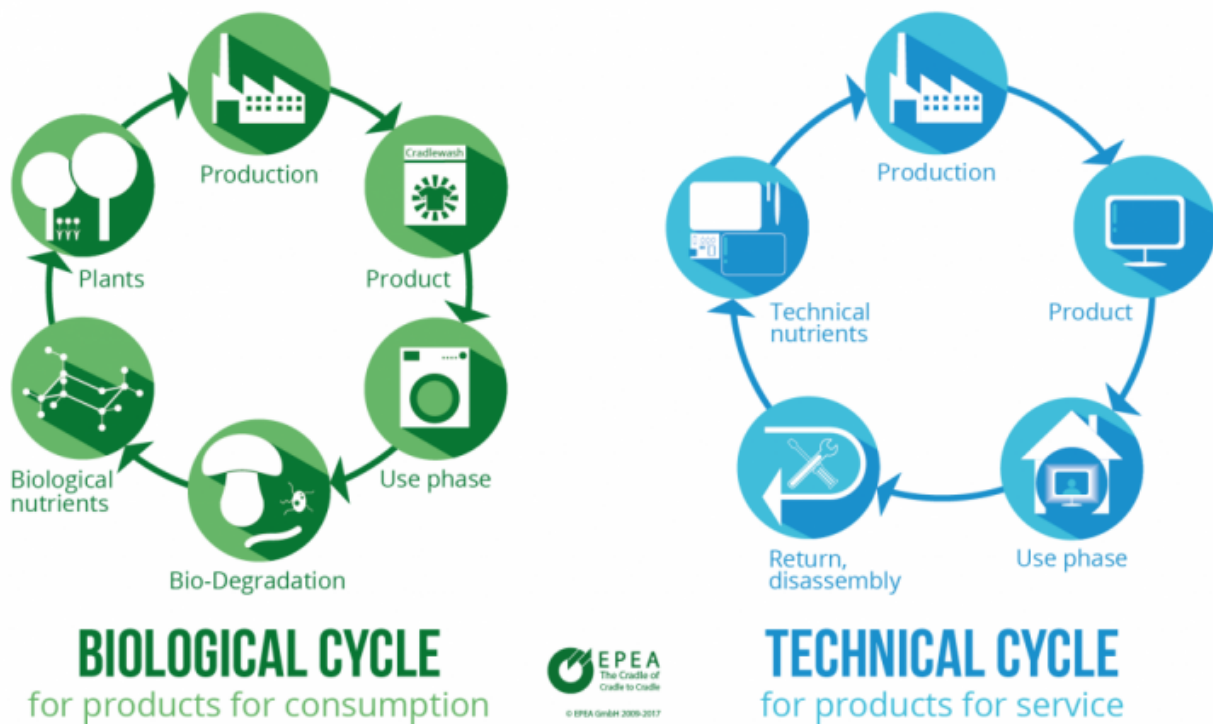 Production
Cradlewash
Product
Use phase
Bio-Degradation
Biological
nutrients
Plants
BIOLOGICAL CYCLE
for products for consumption
EPEA
The Cradle of
Cradle to Cradle
© EPEA GmbH 2009-2017
Production
Product
Use phase
Return,
disassembly
Technical
nutrients
TECHNICAL CYCLE
for products for service